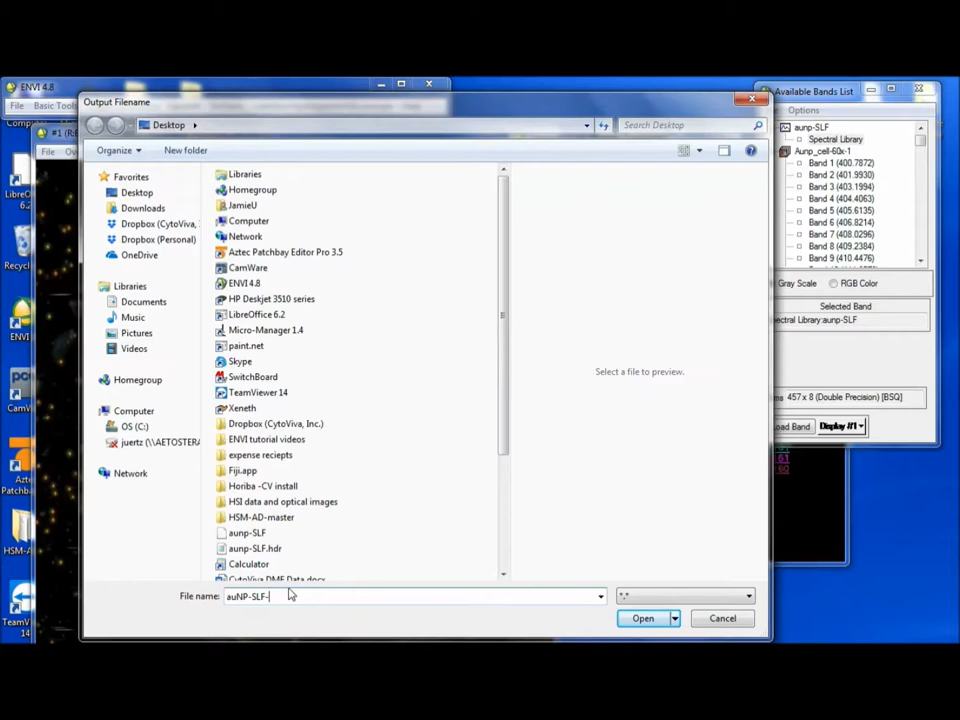 ENVI 4.8
File Basic Tools
Output Filename
Desktop
Search Desktop
Organize
New folder
Favorites
Desktop
Downloads
Dropbox (CytoViva,
Dropbox (Personal)
OneDrive
Libraries
Documents
Music
Pictures
Videos
Homegroup
Computer
OS (C:)
juertz (\\AETOSTERA
Network
Libraries
Homegroup
JamieU
Computer
Network
Aztec Patchbay Editor Pro 3.5
CamWare
ENVI 4.8
HP Deskjet 3510 series
LibreOffice 6.2
Micro-Manager 1.4
paint.net
Skype
SwitchBoard
TeamViewer 14
Xeneth
Dropbox (CytoViva, Inc.)
ENVI tutorial videos
expense reciepts
Fiji.app
Horiba -CV install
HSI data and optical images
HSM-AD-master
aunp-SLF
aunp-SLF.hdr
Calculator
CytoViva DMF Data.docx
Select a file to preview.
File name: auNP-SLF-
*.*
Open
Cancel
Available Bands List
Options
aunp-SLF
Spectral Library
Aunp_cell-60x-1
Band 1 (400.7872)
Band 2 (401.9930)
Band 3 (403.1994)
Band 4 (404.4063)
Band 5 (405.6135)
Band 6 (406.8214)
Band 7 (408.0296)
Band 8 (409.2384)
Band 9 (410.4476)
Gray Scale
RGB Color
Selected Band
ectral Library:aunp-SLF
457 x 8 (Double Precision) [BSQ]
Load Band
Display #1
#1 (R:B
File
LibreO
6.2
Recycl
ENVI
CamV
Aztec
Patchba
HSM-A
TeamV
14